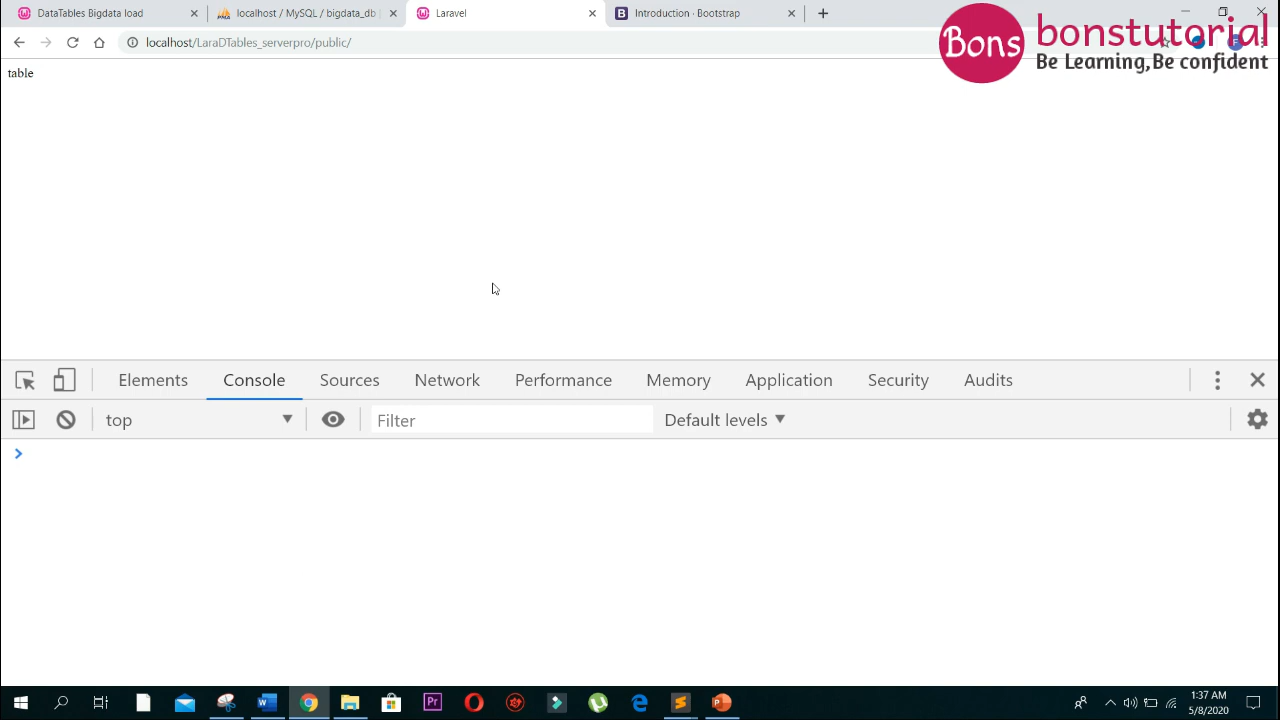 DataTables Bigdata load
localhost / MySQL / bigdata_db |
Laravel
Introduction · Bootstrap
localhost/LaraDTables_serverpro/public/
Bons
bonstutorial
Be Learning,Be confident
table
Elements
Console
Sources
Network
Performance
Memory
Application
Security
Audits
top
Filter
Default levels
Pr
1:37 AM
5/8/2020